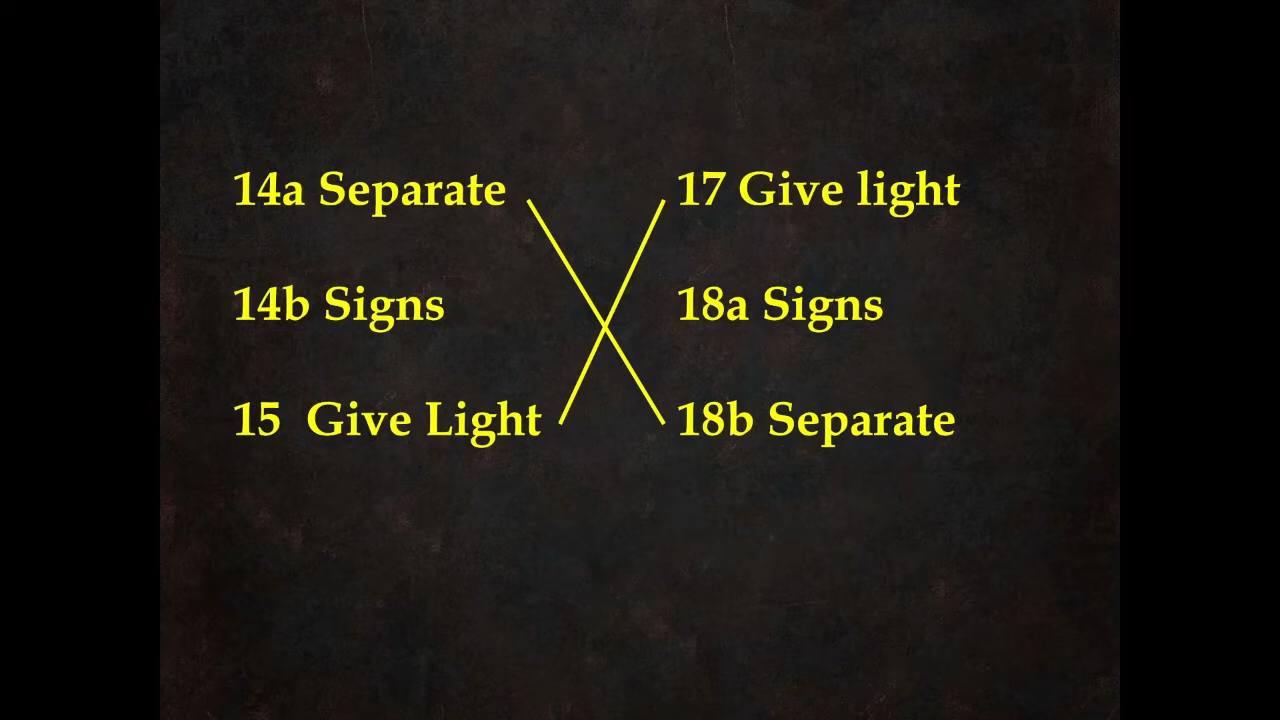 14a Separate
14b Signs
15 Give Light
17 Give light
18a Signs
18b Separate